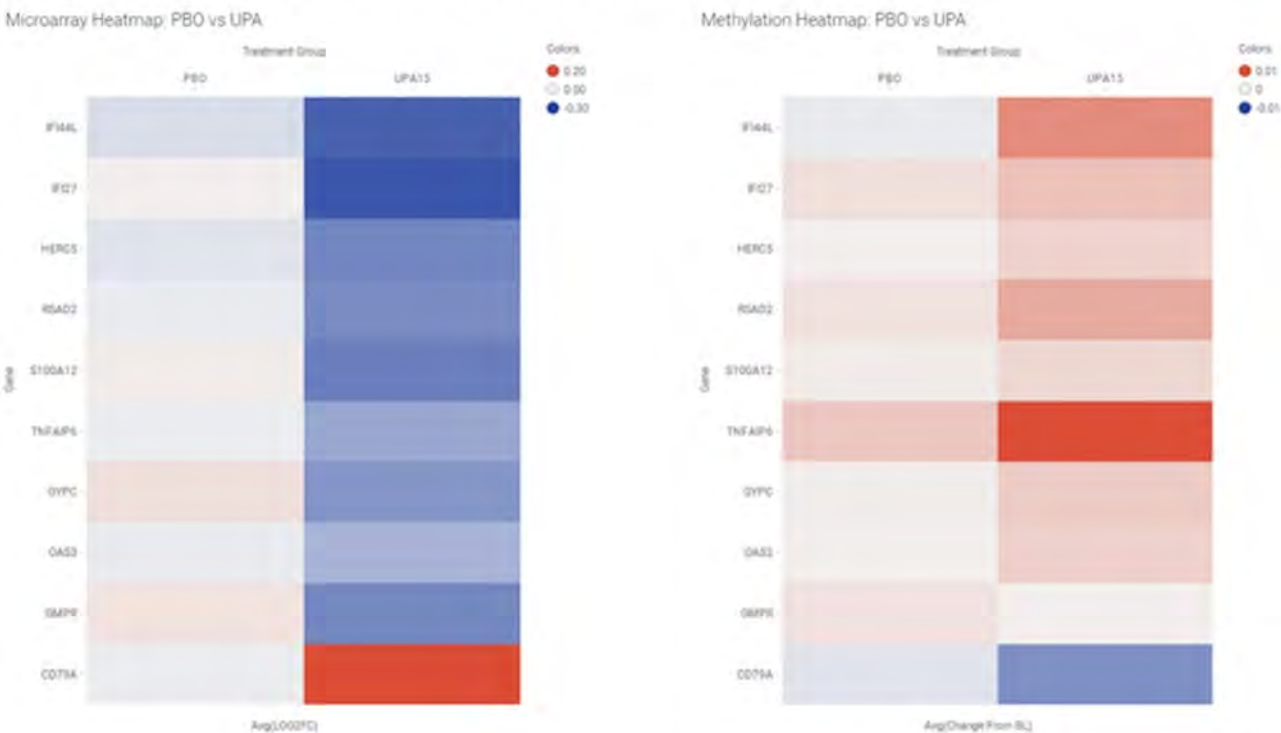 Microarray Heatmap: PBO vs UPA
Treatment Group
PBO
UPA15
Colors
0.20
0.00
-0.30
IFI44L
IFI27
HERC5
RSAD2
S100A12
TNFAIP6
GYPC
OAS3
GMPR
CD79A
Gene
Avg(LOG2FC)
Methylation Heatmap: PBO vs UPA
Treatment Group
PBO
UPA15
Colors
0.01
0
-0.01
IFI44L
IFI27
HERC5
RSAD2
S100A12
TNFAIP6
GYPC
GMPR
CD79A
Gene
Avg(Change From BL)